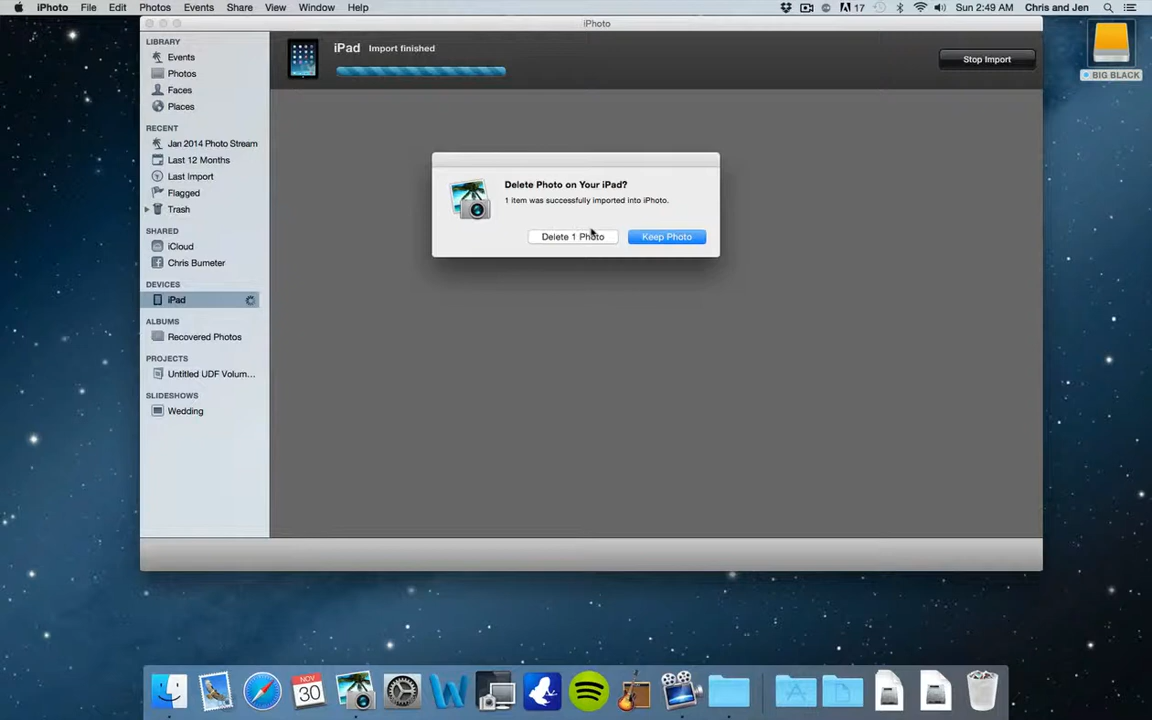 iPhoto File Edit Photos Events Share View Window Help 17 Sun 2:49 AM Chris and Jen
iPhoto
LIBRARY
Events
Photos
Faces
Places
RECENT
Jan 2014 Photo Stream
Last 12 Months
Last Import
Flagged
Trash
SHARED
iCloud
Chris Bumeter
DEVICES
iPad
ALBUMS
Recovered Photos
PROJECTS
Untitled UDF Volum...
SLIDESHOWS
Wedding
iPad Import finished
Stop Import
Delete Photo on Your iPad?
1 item was successfully imported into iPhoto.
Delete 1 Photo Keep Photo
BIG BLACK
NOV
30